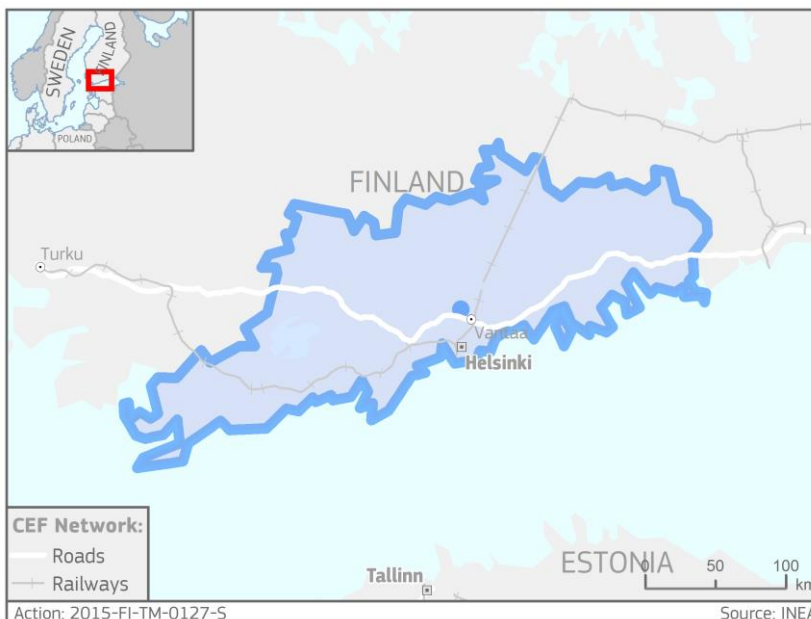 SWEDEN
FINLAND
POLAND
FINLAND
Turku
Vantaa
Helsinki
CEF Network:
Roads
Railways
Tallinn
ESTONIA
0 50 100
km
Action: 2015-FI-TM-0127-S
Source: INEA